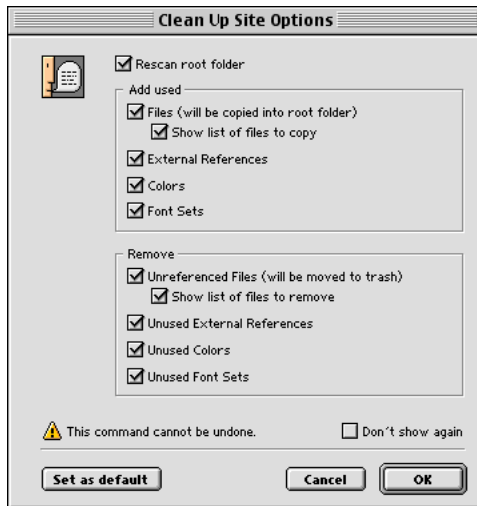 Clean Up Site Options
Rescan root folder
Add used
Files (will be copied into root folder)
Show list of files to copy
External References
Colors
Font Sets
Remove
Unreferenced Files (will be moved to trash)
Show list of files to remove
Unused External References
Unused Colors
Unused Font Sets
This command cannot be undone.
Don't show again
Set as default
Cancel
OK